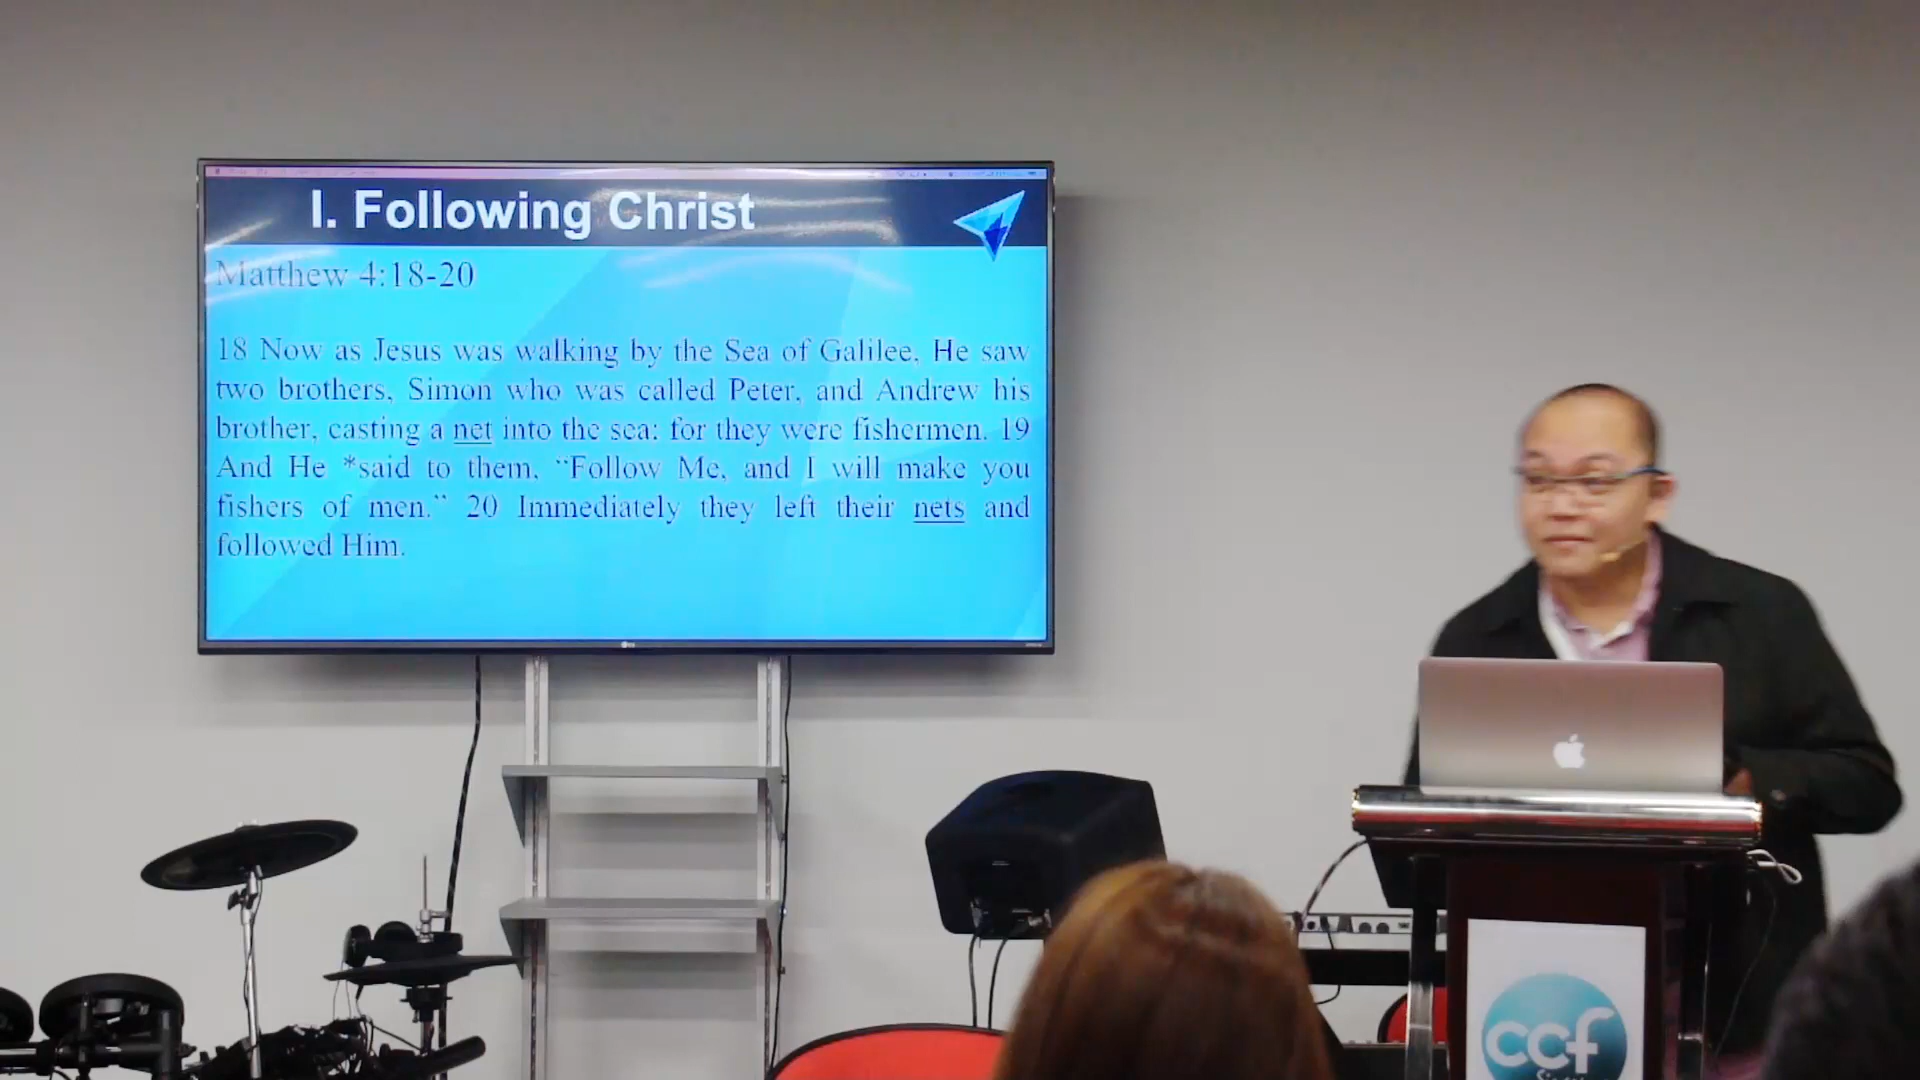 I. Following Christ
Matthew 4:18-20
18 Now as Jesus was walking by the Sea of Galilee, He saw
two brothers, Simon who was called Peter, and Andrew his
brother, casting a net into the sea: for they were fishermen. 19
And He *said to them, “Follow Me, and I will make you
fishers of men.” 20 Immediately they left their nets and
followed Him.
LG
ccf